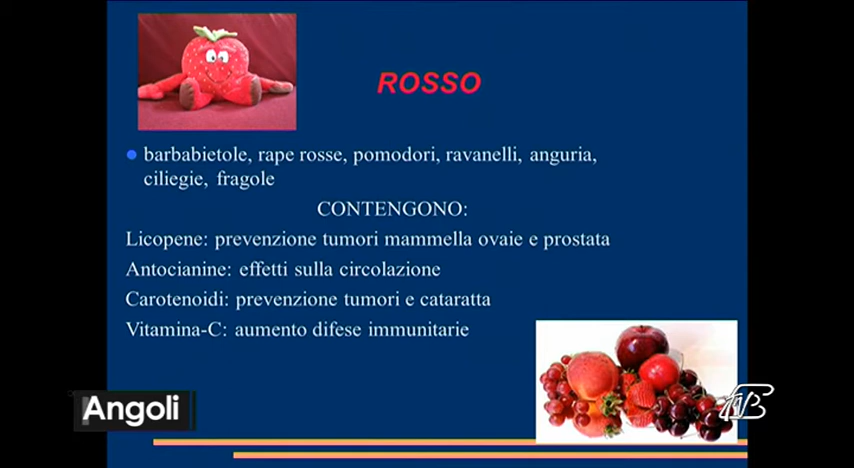 ROSSO
barbabietole, rape rosse, pomodori, ravanelli, anguria,
ciliegie, fragole
CONTENGONO:
Licopene: prevenzione tumori mammella ovaie e prostata
Antocianine: effetti sulla circolazione
Carotenoidi: prevenzione tumori e cataratta
Vitamina-C: aumento difese immunitarie
Angoli